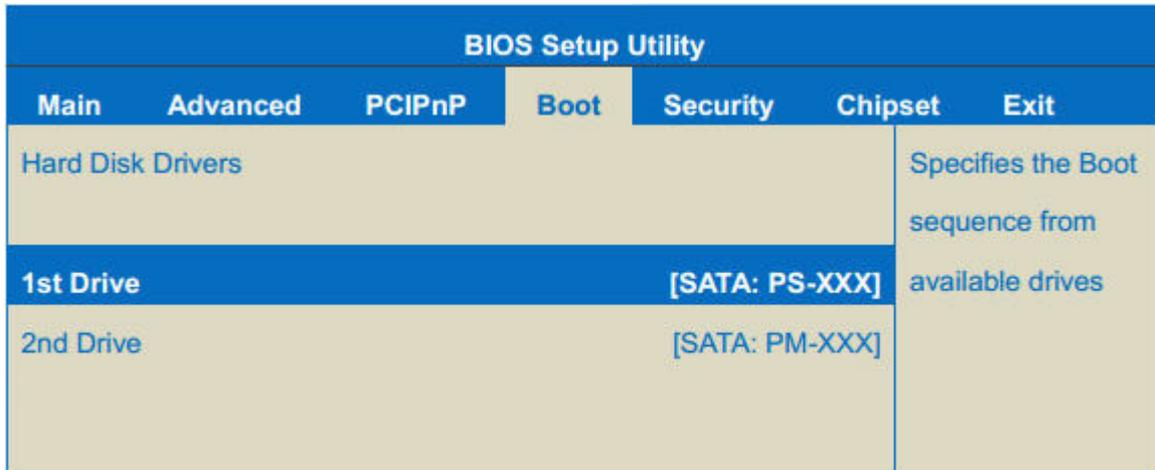 BIOS Setup Utility
Main Advanced PCIPnP Boot Security Chipset Exit
Hard Disk Drivers
1st Drive [SATA: PS-XXX]
2nd Drive [SATA: PM-XXX]
Specifies the Boot
sequence from
available drives